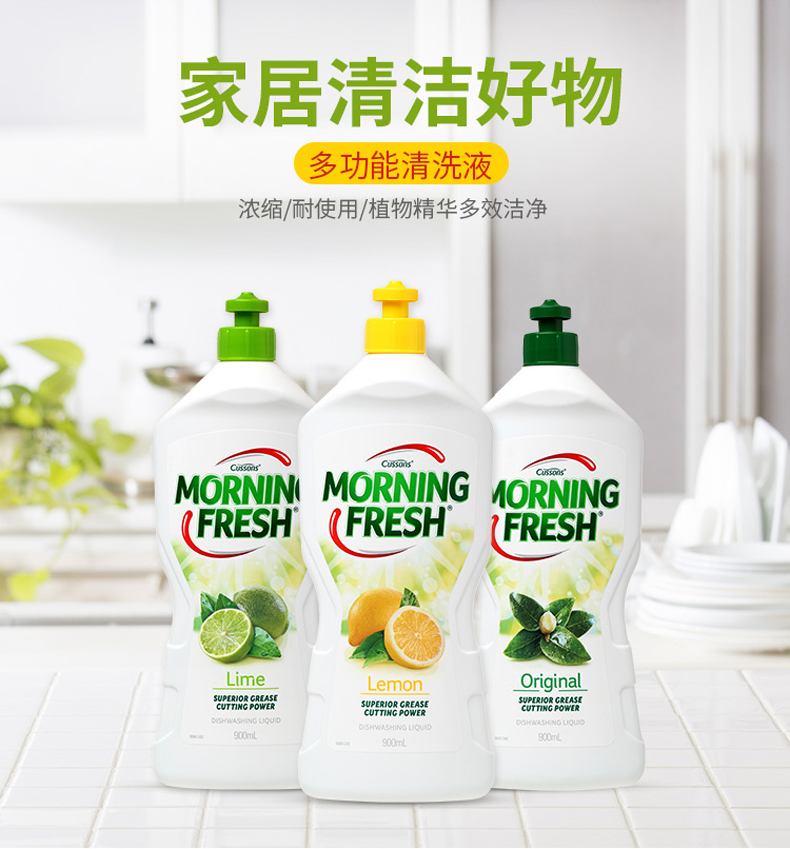 家居清洁好物
多功能清洗液
浓缩/耐使用/植物精华多效洁净
Cussons®
MORNING
FRESH®
Lime
SUPERIOR GREASE
CUTTING POWER
DISHWASHING LIQUID
900mL
Cussons®
MORNING
FRESH®
Lemon
SUPERIOR GREASE
CUTTING POWER
DISHWASHING LIQUID
900mL
Cussons®
MORNING
FRESH®
Original
SUPERIOR GREASE
CUTTING POWER
DISHWASHING LIQUID
900mL